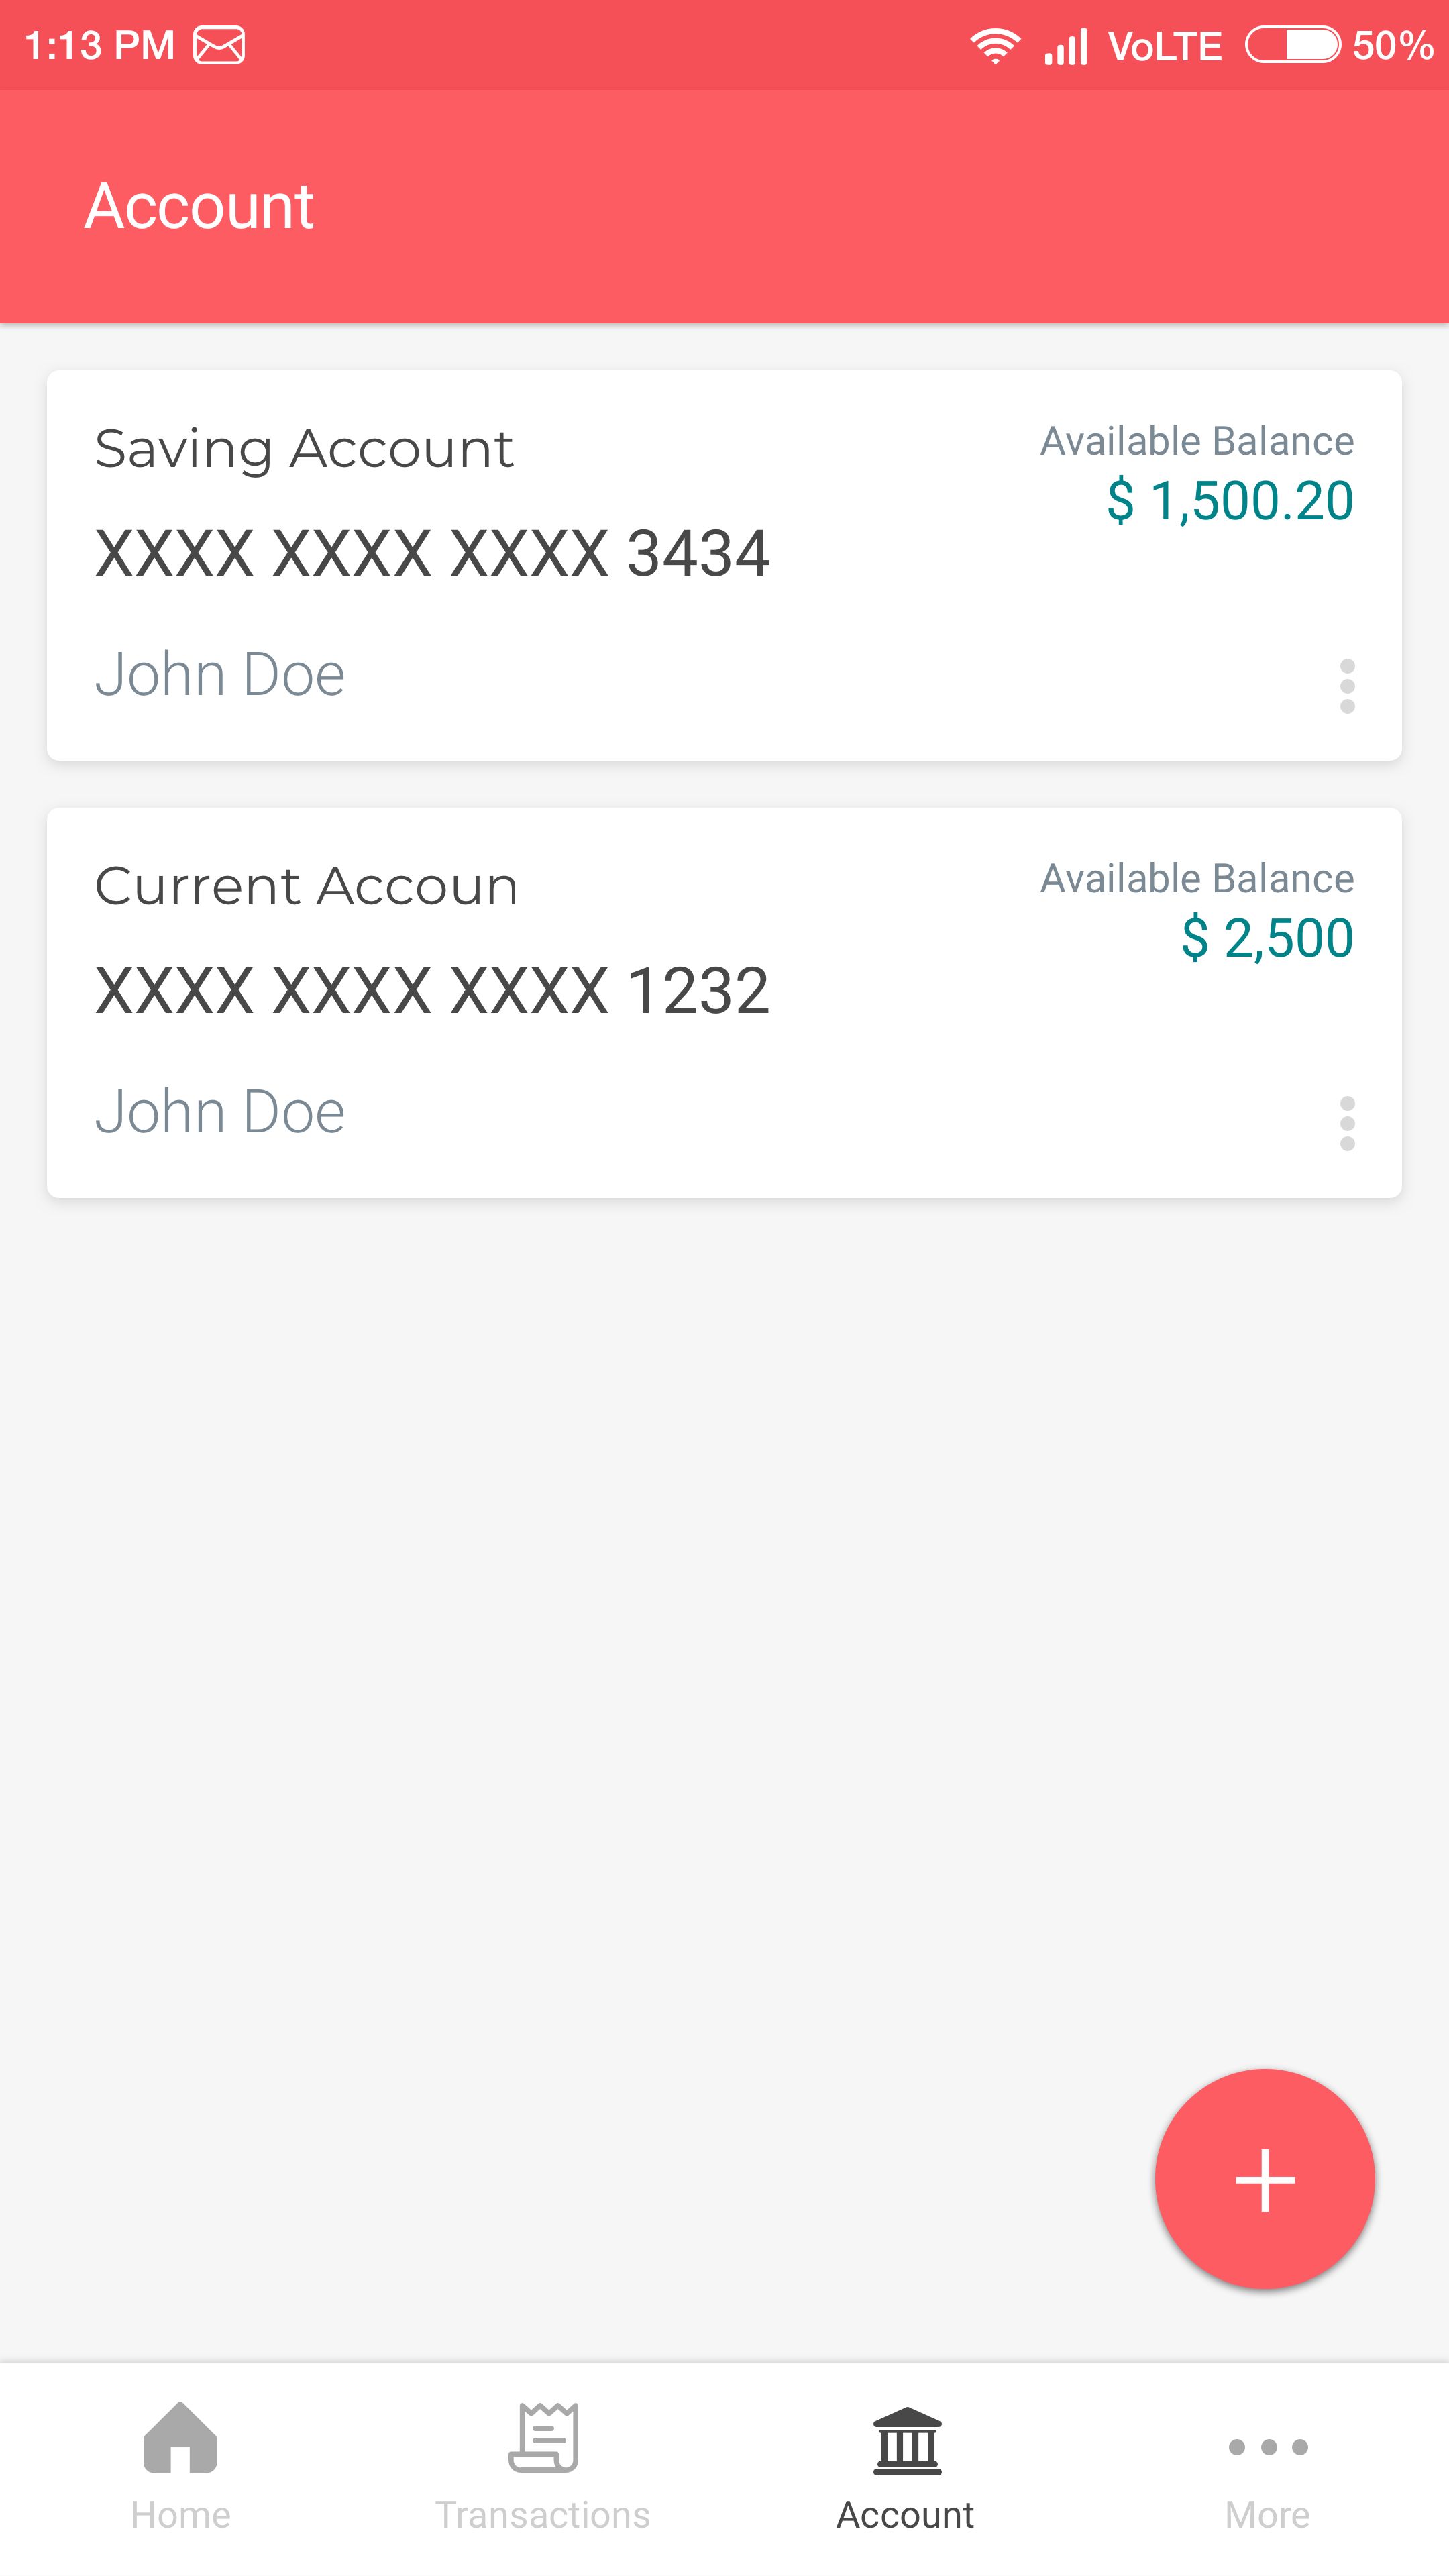 1:13 PM VoLTE 50%
Account
Saving Account
Available Balance
$ 1,500.20
XXXX XXXX XXXX 3434
John Doe
Current Accoun
Available Balance
$ 2,500
XXXX XXXX XXXX 1232
John Doe
Home Transactions Account More